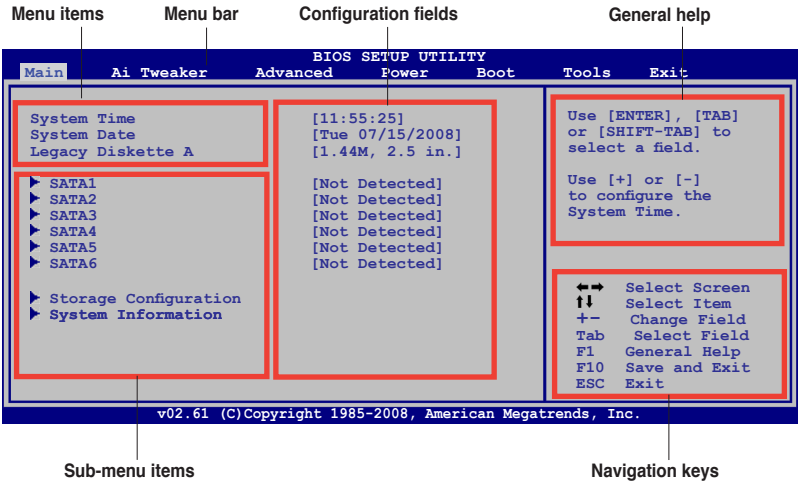 Menu items Menu bar Configuration fields General help
BIOS SETUP UTILITY
Main Ai Tweaker Advanced Power Boot Tools Exit
System Time [11:55:25]
System Date [Tue 07/15/2008]
Legacy Diskette A [1.44M, 2.5 in.]
SATA1 [Not Detected]
SATA2 [Not Detected]
SATA3 [Not Detected]
SATA4 [Not Detected]
SATA5 [Not Detected]
SATA6 [Not Detected]
Storage Configuration
System Information
Use [ENTER], [TAB]
or [SHIFT-TAB] to
select a field.
Use [+] or [-]
to configure the
System Time.
←→ Select Screen
↑↓ Select Item
+- Change Field
Tab Select Field
F1 General Help
F10 Save and Exit
ESC Exit
v02.61 (C)Copyright 1985-2008, American Megatrends, Inc.
Sub-menu items Navigation keys